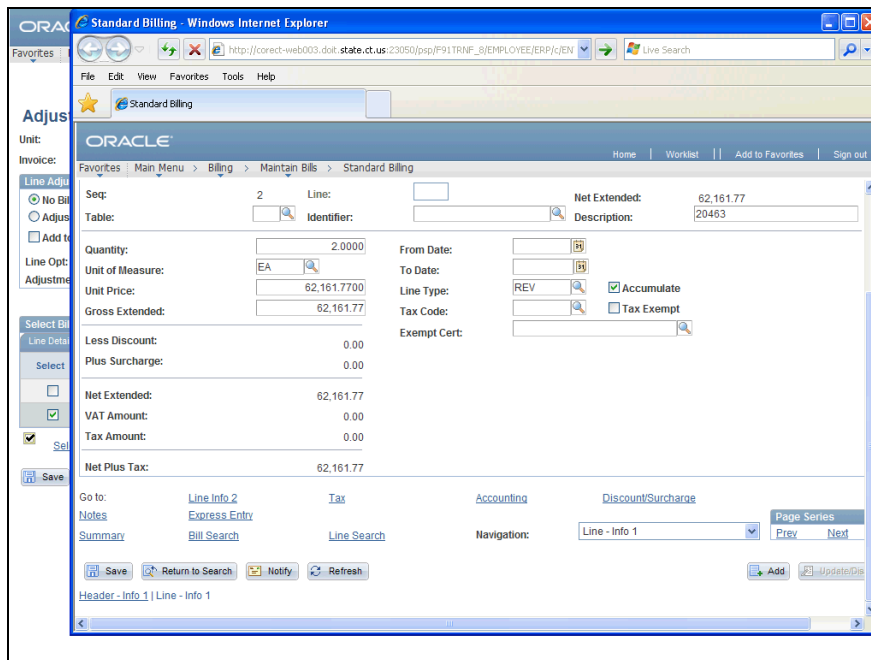 ORAC
Favorites
Adjus
Unit:
Invoice:
Line Adju
No Bil
Adjus
Add to
Line Opt:
Adjustme
Select Bil
Line Detai
Select
Sel
Save
Standard Billing - Windows Internet Explorer
http://corect-web003.doit.state.ct.us:23050/psp/F91TRNF_8/EMPLOYEE/ERP/c/EN
Live Search
File Edit View Favorites Tools Help
Standard Billing
ORACLE
Home | Worklist || Add to Favorites | Sign out
Favorites Main Menu > Billing > Maintain Bills > Standard Billing
Seq: 2 Line: Net Extended: 62,161.77
Table: Identifier: Description: 20463
Quantity: 2.0000 From Date:
Unit of Measure: EA To Date:
Unit Price: 62,161.7700 Line Type: REV Accumulate
Gross Extended: 62,161.77 Tax Code: Tax Exempt
Exempt Cert:
Less Discount: 0.00
Plus Surcharge: 0.00
Net Extended: 62,161.77
VAT Amount: 0.00
Tax Amount: 0.00
Net Plus Tax: 62,161.77
Go to: Line Info 2 Tax Accounting Discount/Surcharge
Notes Express Entry
Summary Bill Search Line Search Navigation: Line - Info 1
Page Series
Prev Next
Save Return to Search Notify Refresh Add Update/Dis
Header - Info 1 | Line - Info 1